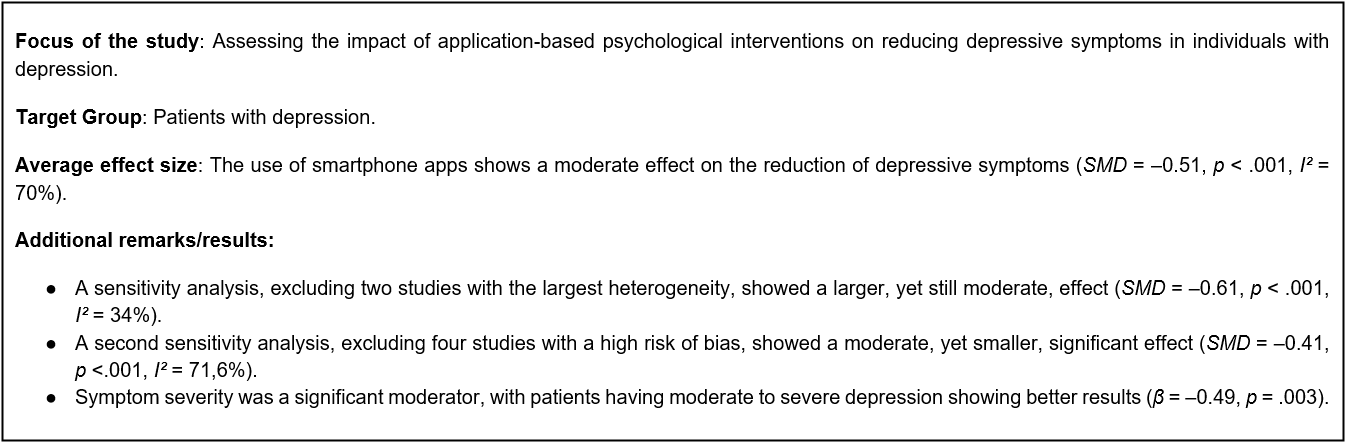 Focus of the study: Assessing the impact of application-based psychological interventions on reducing depressive symptoms in individuals with
depression.
Target Group: Patients with depression.
Average effect size: The use of smartphone apps shows a moderate effect on the reduction of depressive symptoms (SMD = –0.51, p < .001, I² =
70%).
Additional remarks/results:
● A sensitivity analysis, excluding two studies with the largest heterogeneity, showed a larger, yet still moderate, effect (SMD = –0.61, p < .001,
I² = 34%).
● A second sensitivity analysis, excluding four studies with a high risk of bias, showed a moderate, yet smaller, significant effect (SMD = –0.41,
p <.001, I² = 71,6%).
● Symptom severity was a significant moderator, with patients having moderate to severe depression showing better results (β = –0.49, p = .003).